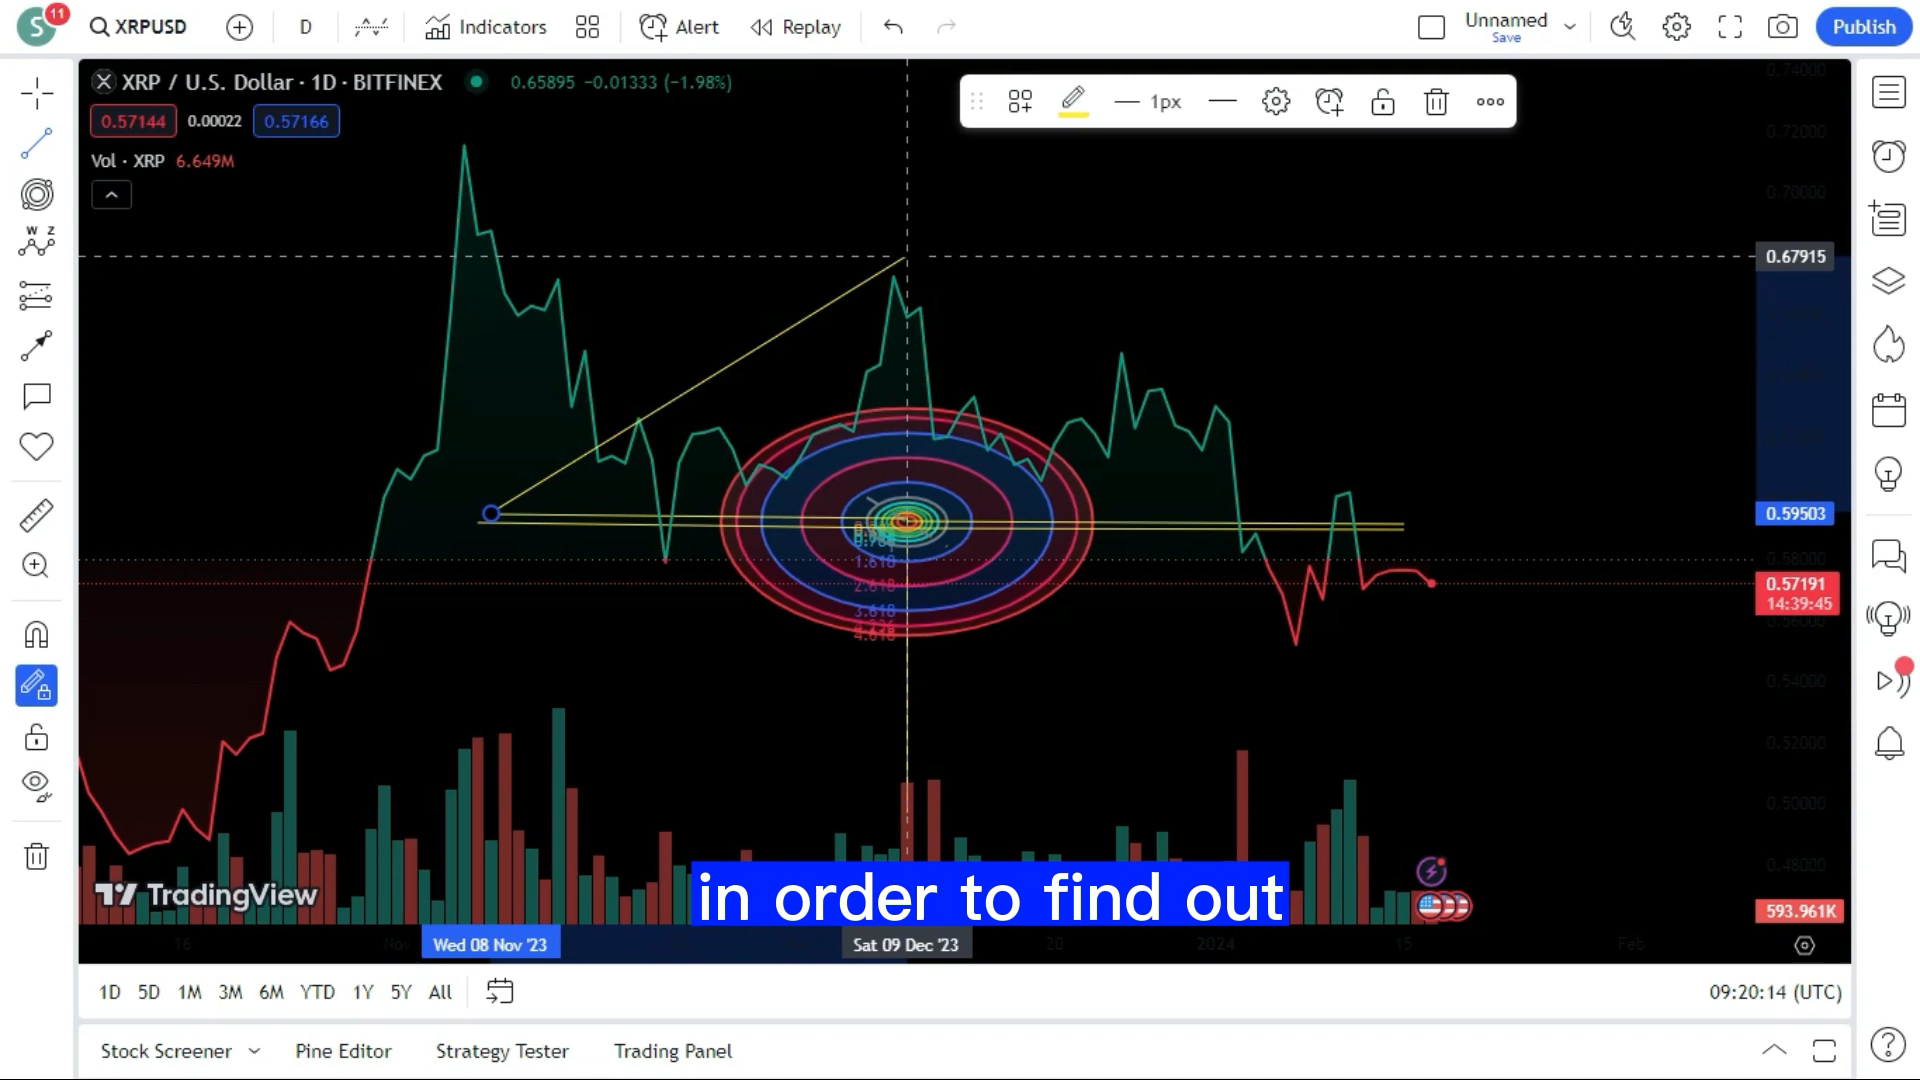 S 11 XRPUSD D Indicators Alert Replay Unnamed Save Publish
XRP / U.S. Dollar · 1D · BITFINEX 0.65895 −0.01333 (−1.98%)
0.57144 0.00022 0.57166
1px
Vol · XRP 6.649M
W Z
0.74000
0.72000
0.70000
0.67915
0.59503
0.58000
0.57191
14:39:45
0.56000
0.54000
0.52000
0.50000
0.48000
593.961K
1.618
2.618
3.618
4.236
4.618
TradingView
in order to find out
16 Nov Wed 08 Nov '23 Sat 09 Dec '23 20 2024 15 Feb
1D 5D 1M 3M 6M YTD 1Y 5Y All 09:20:14 (UTC)
Stock Screener Pine Editor Strategy Tester Trading Panel